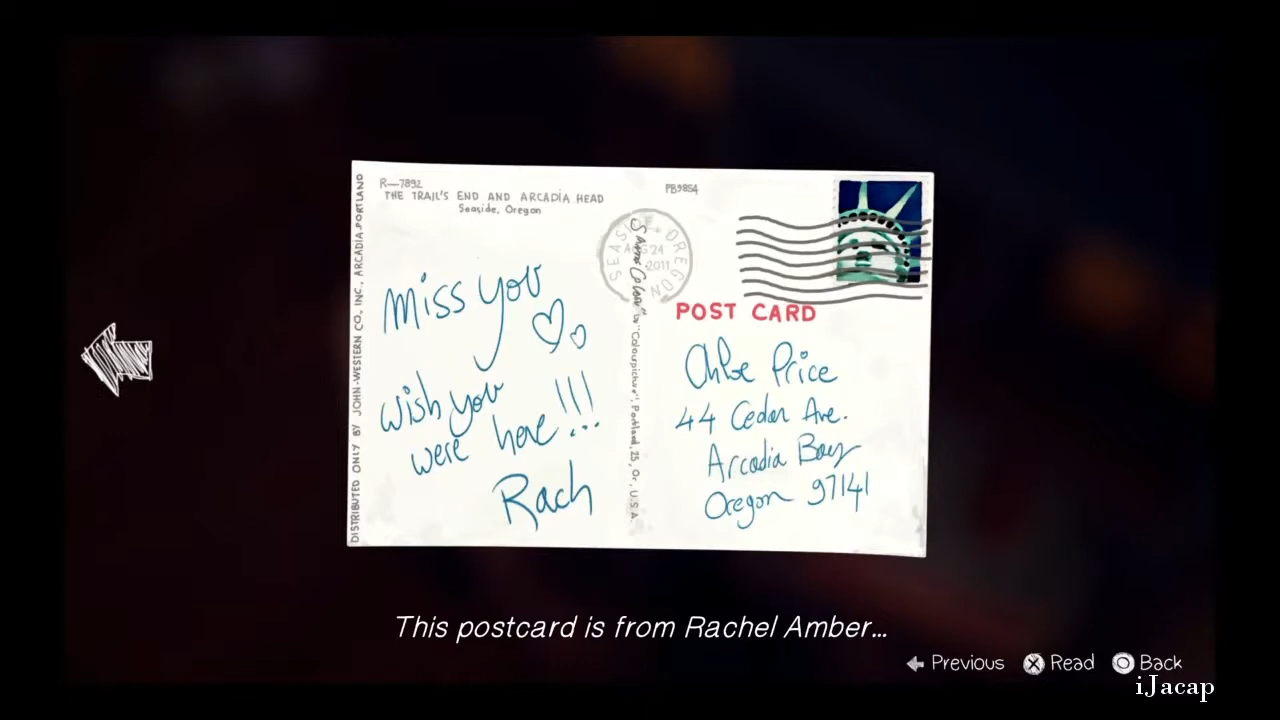 R-7892
THE TRAIL'S END AND ARCADIA HEAD
Seaside, Oregon
PB9854
DISTRIBUTED ONLY BY JOHN-WESTERN CO., INC., ARCADIA-PORTLAND
SEASIDE. OREGON
AUG 24
2011
"Colourpicture", Portland, 25, Or., U.S.A.
Miss you
wish you
were here!!!
Rach
POST CARD
Chloe Price
44 Cedar Ave.
Arcadia Bay
Oregon 97141
This postcard is from Rachel Amber...
Previous
Read
Back
iJacap